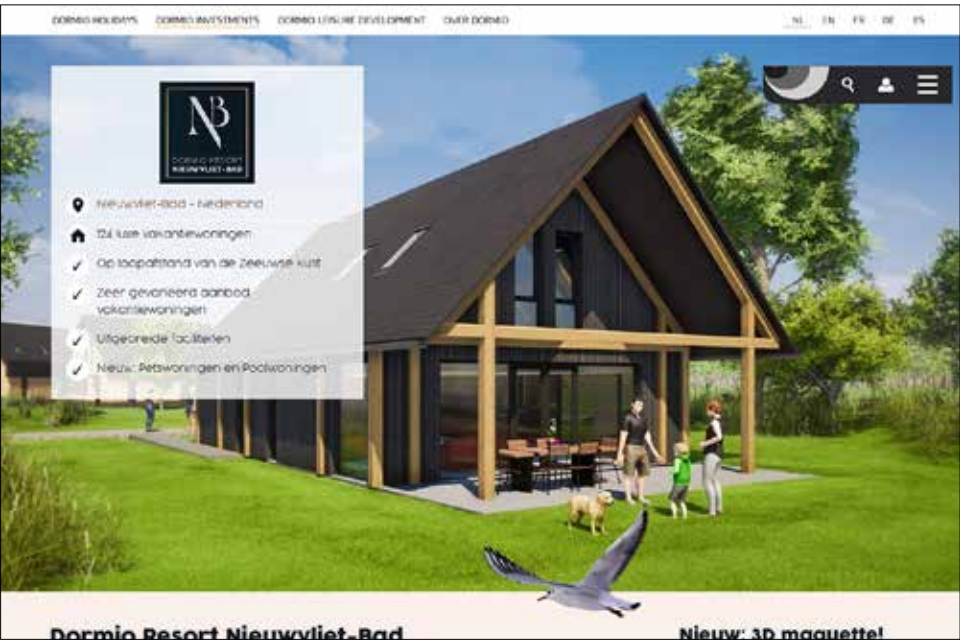 DORMIO HOLIDAYS DORMIO INVESTMENTS DORMIO LEISURE DEVELOPMENT OVER DORMIO
NL EN FR DE ES
NB
DORMIO RESORT
NIEUWVLIET-BAD
Nieuwvliet-Bad - Nederland
124 luxe vakantiewoningen
Op loopafstand van de Zeeuwse kust
Zeer gevarieerd aanbod
vakantiewoningen
Uitgebreide faciliteiten
Nieuw: Petswoningen en Poolwoningen
Dormio Resort Nieuwvliet-Bad
Nieuw: 3D maquette!